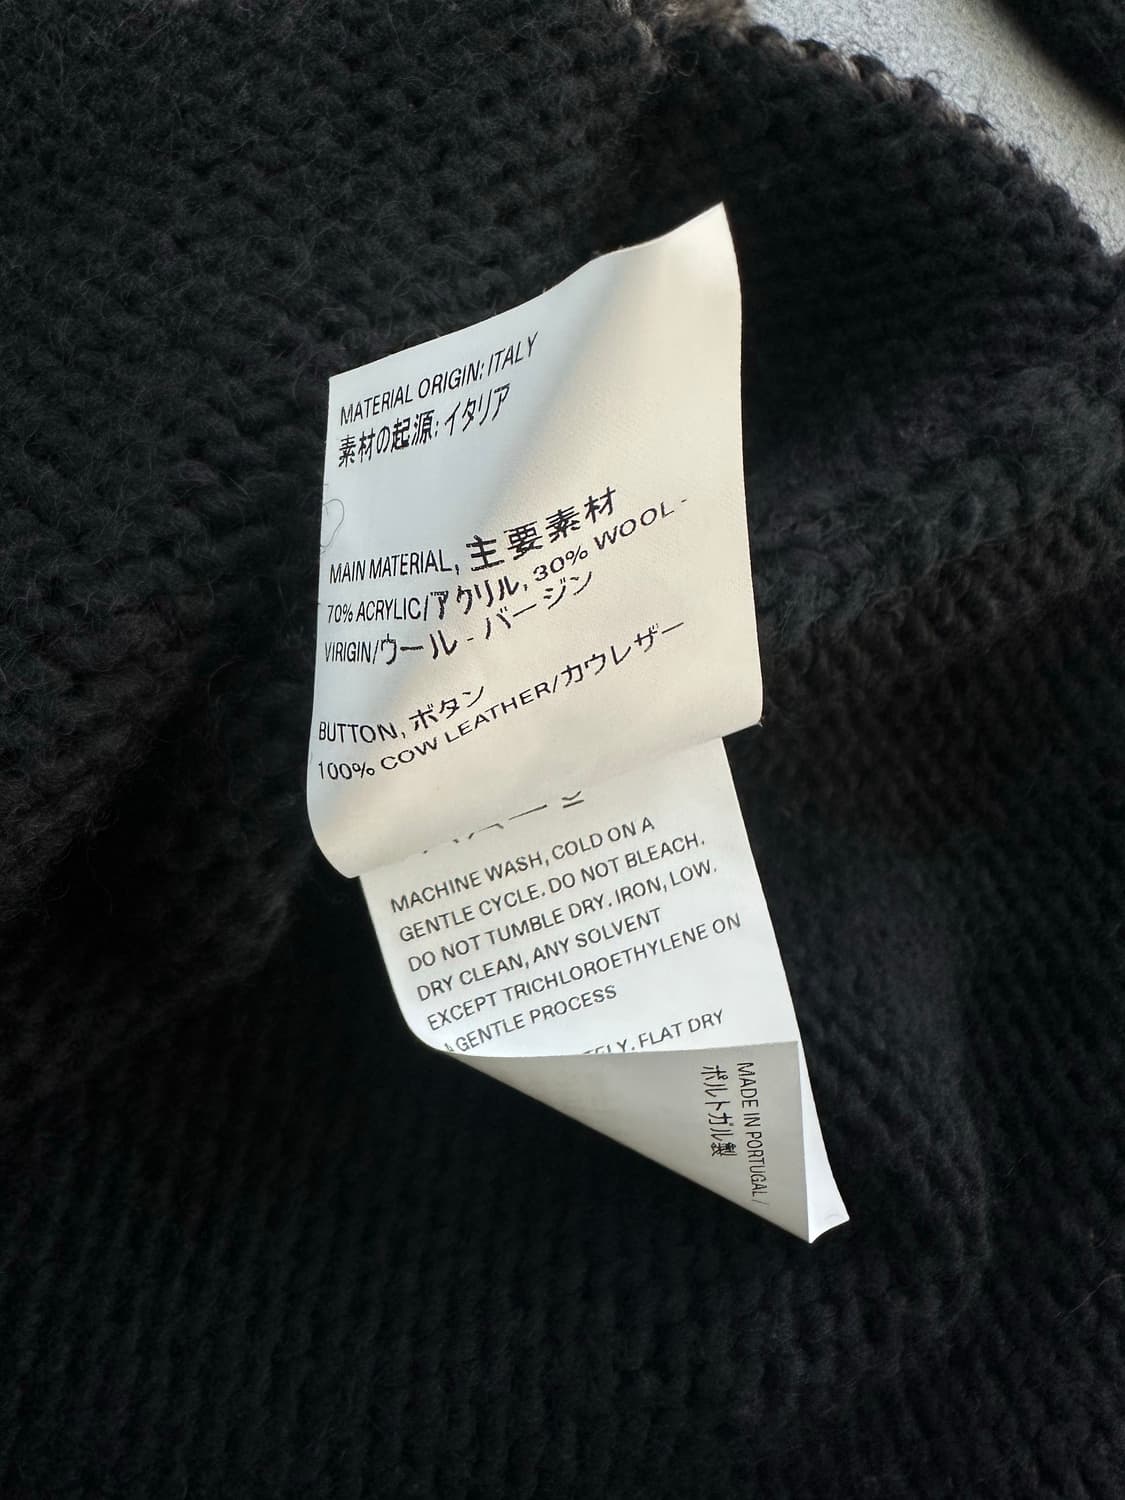 MATERIAL ORIGIN: ITALY
素材の起源: イタリア
MAIN MATERIAL, 主要素材
70% ACRYLIC/アクリル, 30% WOOL -
VIRIGIN/ウール - バージン
BUTTON, ボタン
100% COW LEATHER/カウレザー
MACHINE WASH, COLD ON A
GENTLE CYCLE. DO NOT BLEACH.
DO NOT TUMBLE DRY. IRON, LOW.
DRY CLEAN, ANY SOLVENT
EXCEPT TRICHLOROETHYLENE ON
A GENTLE PROCESS
FLAT DRY
MADE IN PORTUGAL /
ポルトガル製